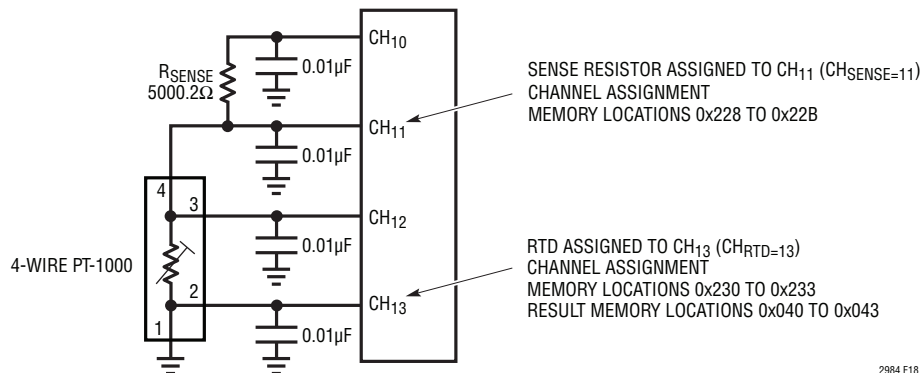 CH10
0.01µF
RSENSE
5000.2Ω
SENSE RESISTOR ASSIGNED TO CH11 (CHSENSE=11)
CHANNEL ASSIGNMENT
MEMORY LOCATIONS 0x228 TO 0x22B
CH11
0.01µF
4
3
CH12
0.01µF
4-WIRE PT-1000
2
1
CH13
0.01µF
RTD ASSIGNED TO CH13 (CHRTD=13)
CHANNEL ASSIGNMENT
MEMORY LOCATIONS 0x230 TO 0x233
RESULT MEMORY LOCATIONS 0x040 TO 0x043
2984 F18